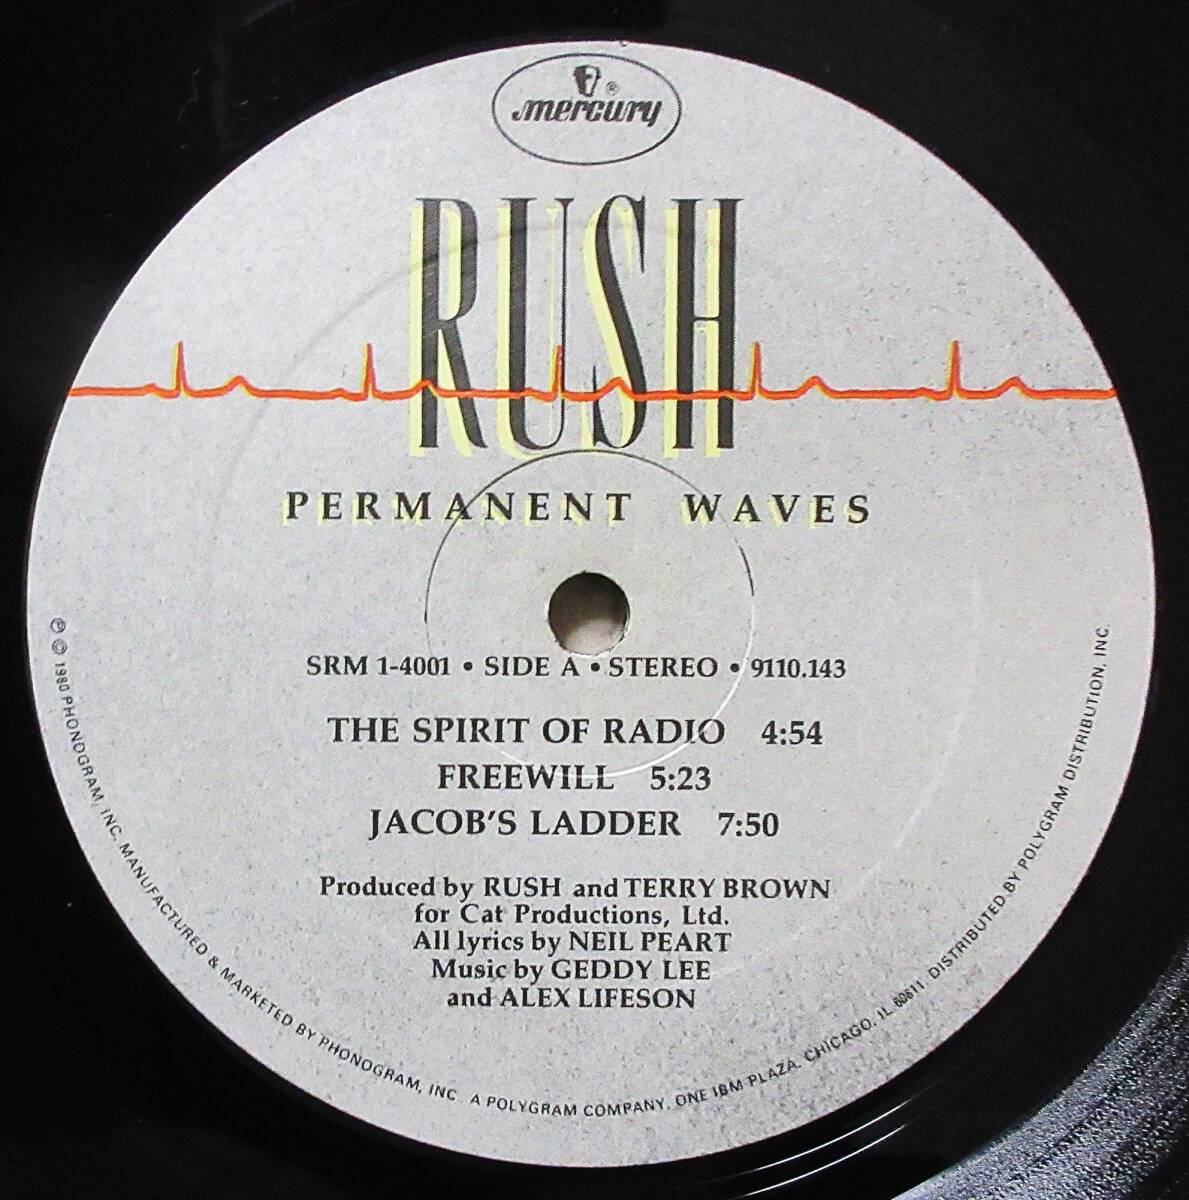 mercury ®
RUSH
PERMANENT WAVES
SRM 1-4001 • SIDE A • STEREO • 9110.143
THE SPIRIT OF RADIO 4:54
FREEWILL 5:23
JACOB'S LADDER 7:50
Produced by RUSH and TERRY BROWN
for Cat Productions, Ltd.
All lyrics by NEIL PEART
Music by GEDDY LEE
and ALEX LIFESON
℗ © 1980 PHONOGRAM, INC. MANUFACTURED & MARKETED BY PHONOGRAM, INC. A POLYGRAM COMPANY, ONE IBM PLAZA, CHICAGO, IL 60611 DISTRIBUTED BY POLYGRAM DISTRIBUTION, INC.